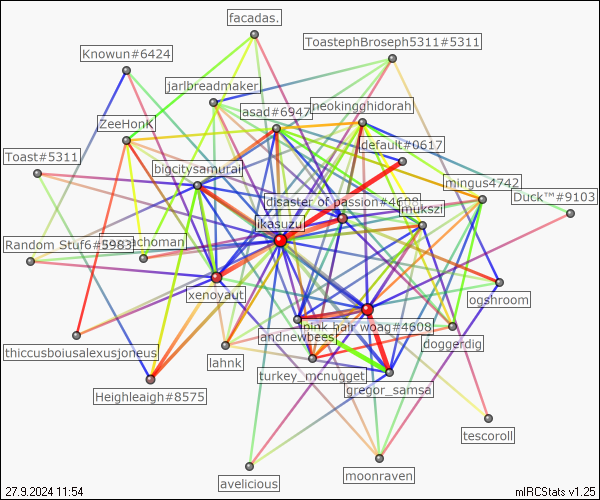 facadas.
ToastephBroseph5311#5311
Knowun#6424
jarlbreadmaker
neokingghidorah
asad#6947
ZeeHonK
default#0617
Toast#5311
bigcitysamurai
mingus4742
Duck™#9103
disaster of passion#4608
mukszi
ikasuzu
Random Stuf6#5983
xenoyaut
ogshroom
pink hair woag#4608
andrewbees
doggerdig
thiccusboiusalexusjoneus
lahnk
turkey_mcnugget
gregor_samsa
Heighleaigh#8575
tescoroll
avelicious
moonraven
27.9.2024 11:54
mIRCStats v1.25